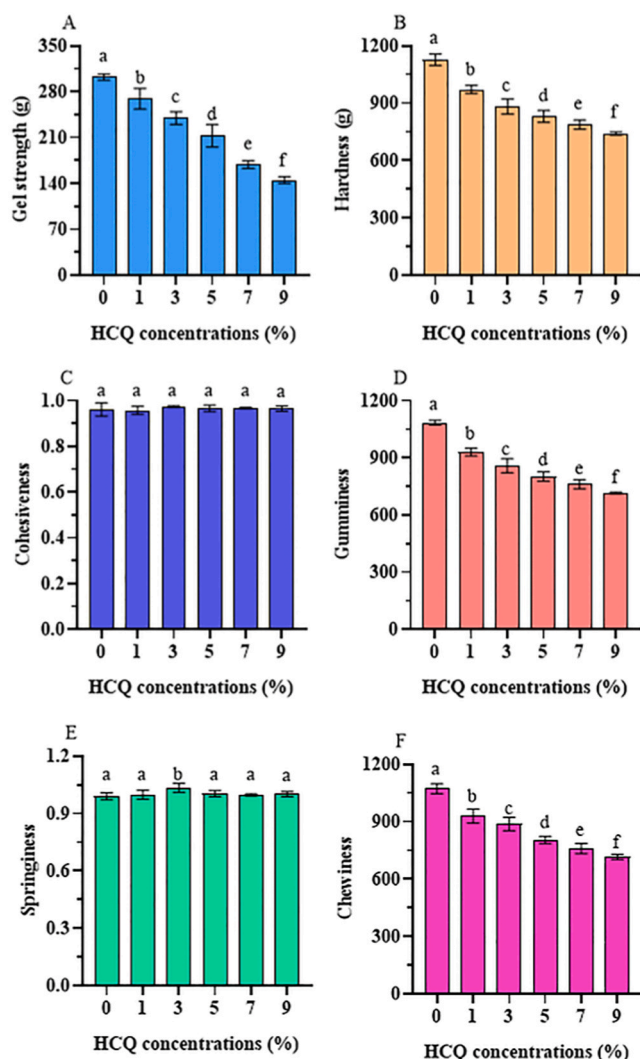 A
350
280
210
140
70
0
Gel strength (g)
a
b
c
d
e
f
0 1 3 5 7 9
HCQ concentrations (%)
B
1200
900
600
300
0
Hardness (g)
a
b
c
d
e
f
0 1 3 5 7 9
HCQ concentrations (%)
C
1.0
0.8
0.6
0.4
0.2
0.0
Cohesiveness
a a a a a a
0 1 3 5 7 9
HCQ concentrations (%)
D
1200
900
600
300
0
Gumminess
a
b
c
d
e
f
0 1 3 5 7 9
HCQ concentrations (%)
E
1.2
0.9
0.6
0.3
0.0
Springiness
a a b a a a
0 1 3 5 7 9
HCQ concentrations (%)
F
1200
900
600
300
0
Chewiness
a
b
c
d
e
f
0 1 3 5 7 9
HCQ concentrations (%)